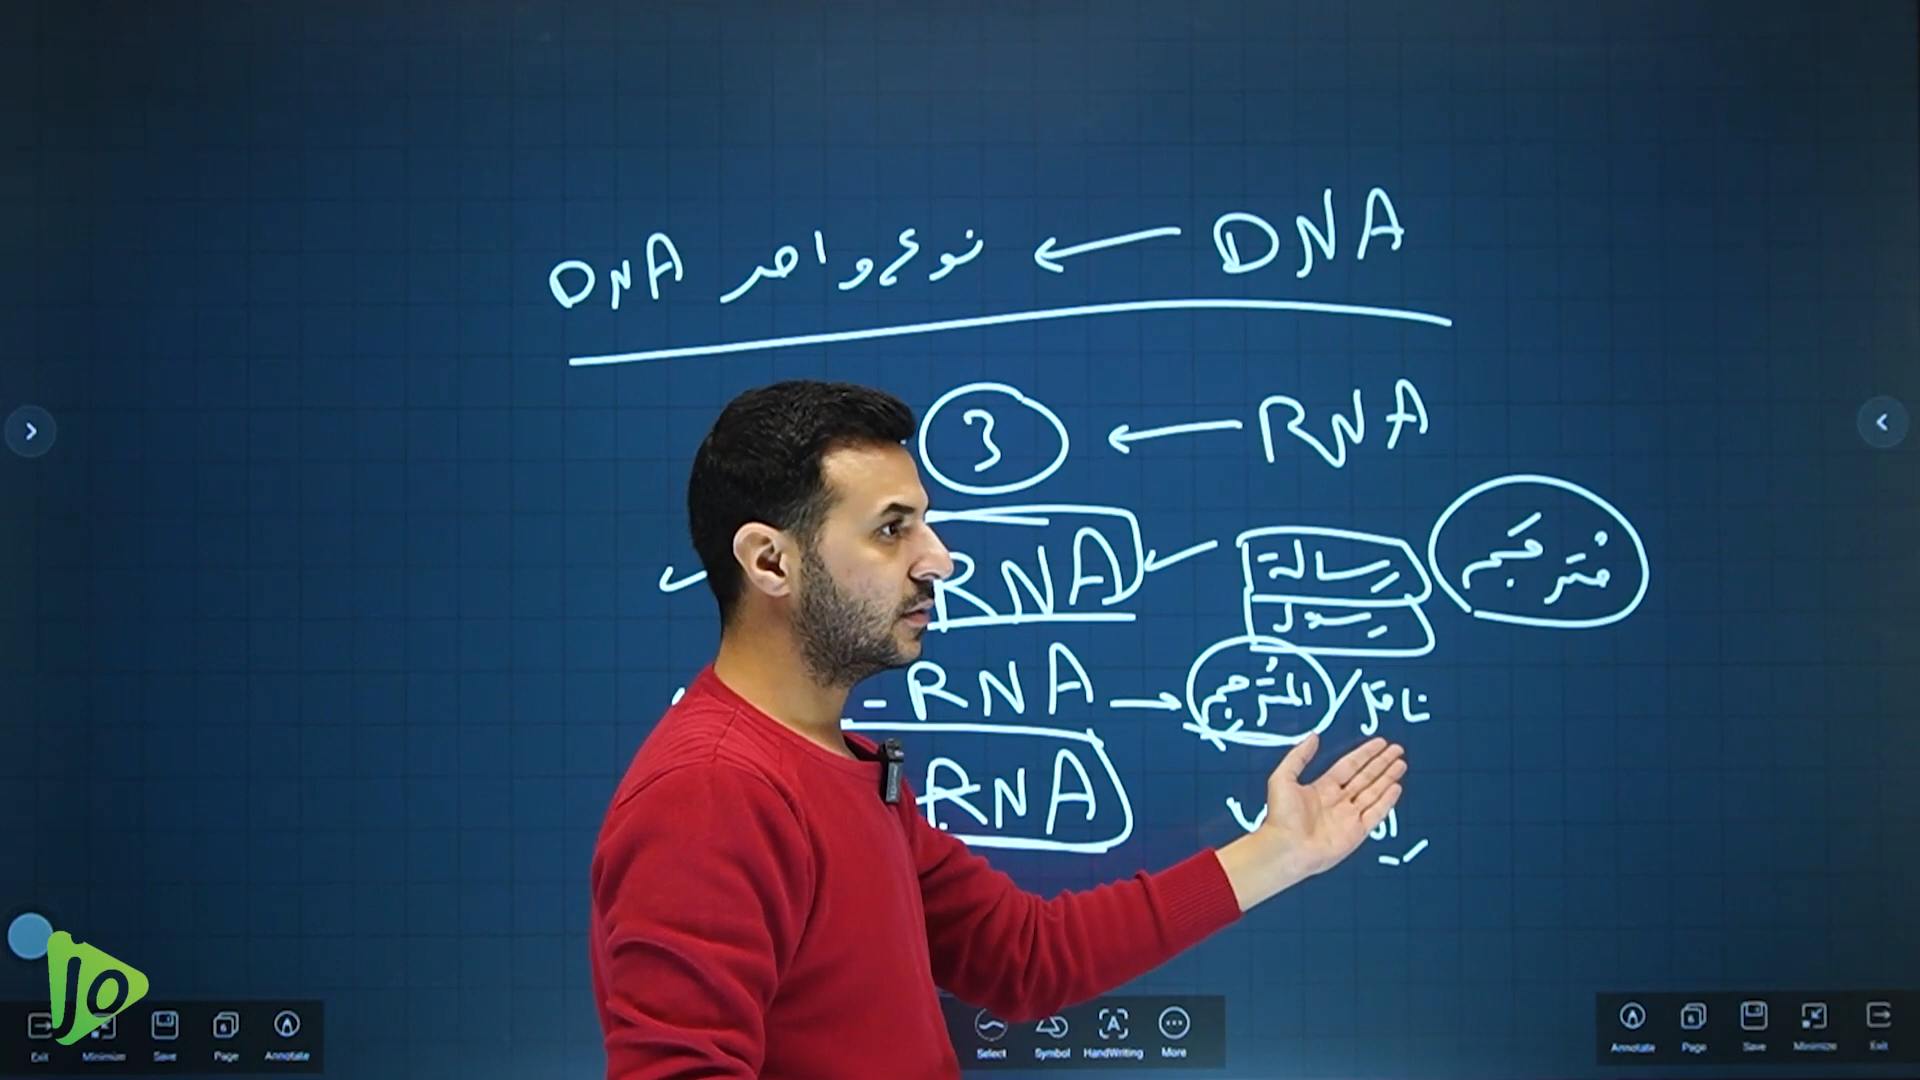 DNA ← نوع واحد DNA
RNA ← 3
مترجم
رسالة ← RNA ←
رسول
- RNA → المترجم / ناقل
RNA
Exit Minimize Save Page Annotate
Select Symbol HandWriting More
Annotate Page Save Minimize Exit
Jo